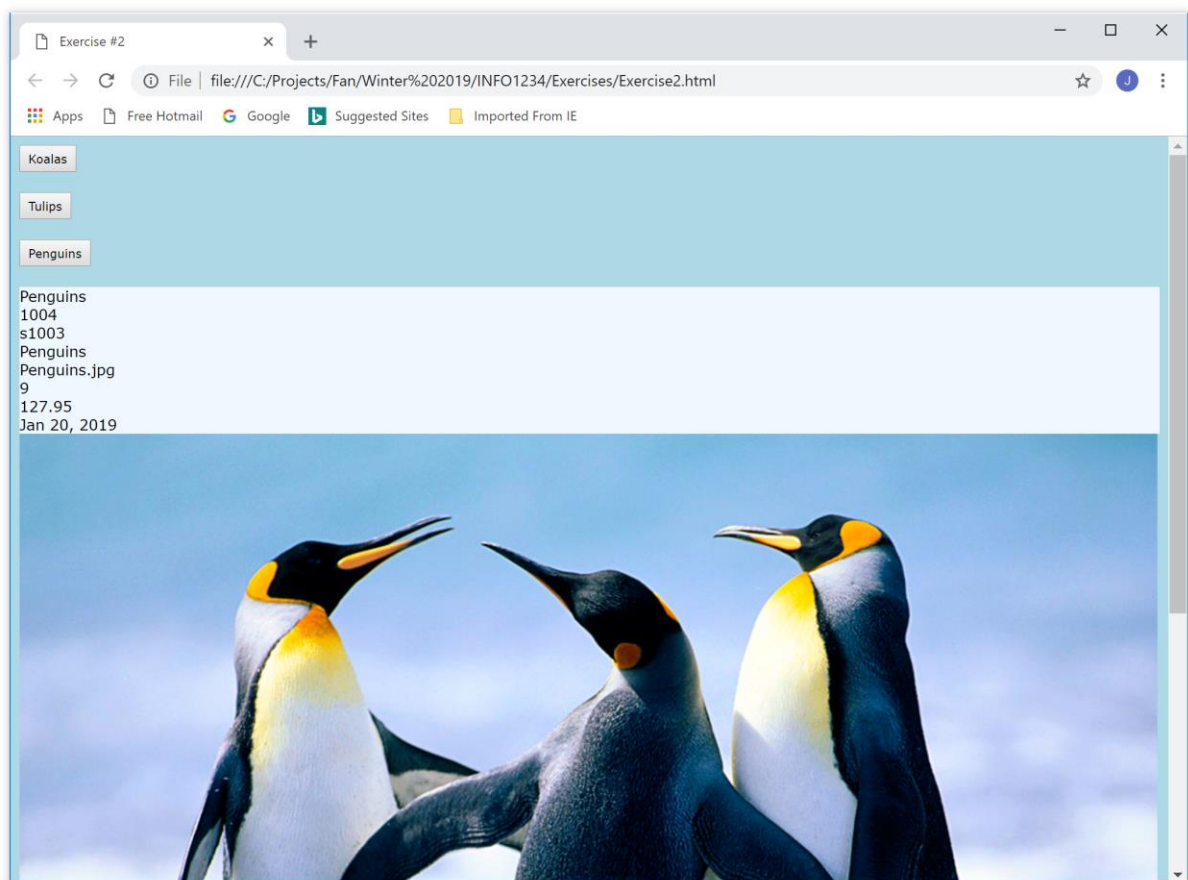 Exercise #2
File | file:///C:/Projects/Fan/Winter%202019/INFO1234/Exercises/Exercise2.html
J
Apps Free Hotmail G Google Suggested Sites Imported From IE
Koalas
Tulips
Penguins
Penguins
1004
s1003
Penguins
Penguins.jpg
9
127.95
Jan 20, 2019